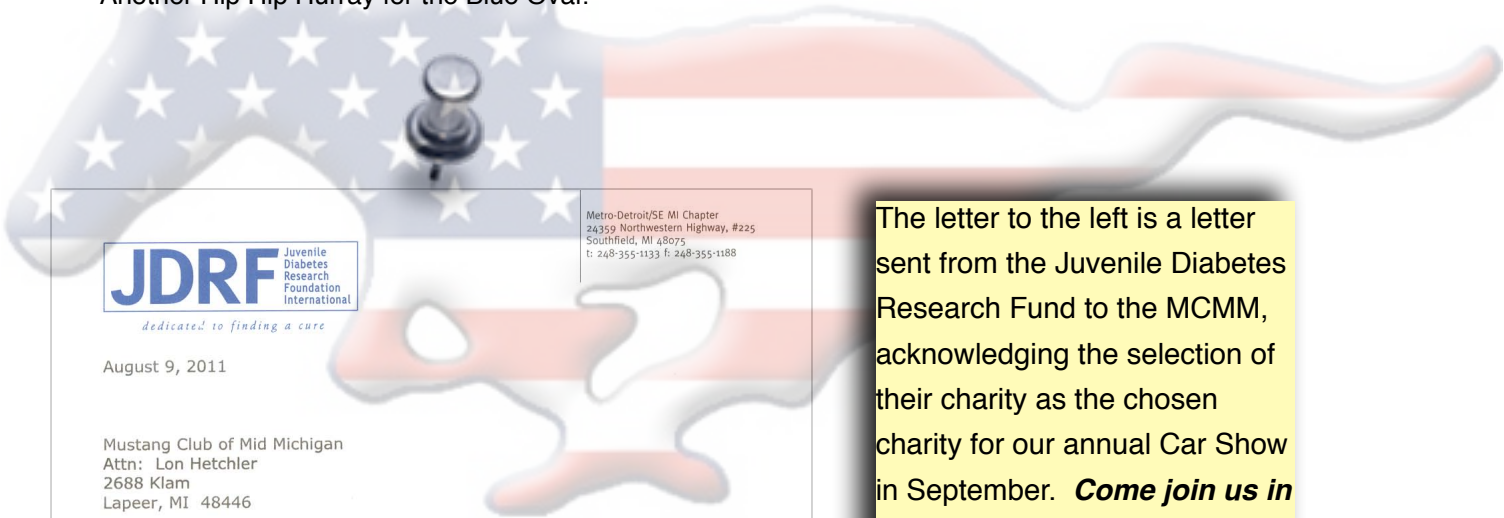 Another Hip Hip Hurray for the Blue Oval.
Metro-Detroit/SE MI Chapter
24359 Northwestern Highway, #225
Southfield, MI 48075
t: 248-355-1133 f: 248-355-1188
JDRF
Juvenile
Diabetes
Research
Foundation
International
dedicated to finding a cure
August 9, 2011
Mustang Club of Mid Michigan
Attn: Lon Hetchler
2688 Klam
Lapeer, MI 48446
The letter to the left is a letter
sent from the Juvenile Diabetes
Research Fund to the MCMM,
acknowledging the selection of
their charity as the chosen
charity for our annual Car Show
in September. Come join us in